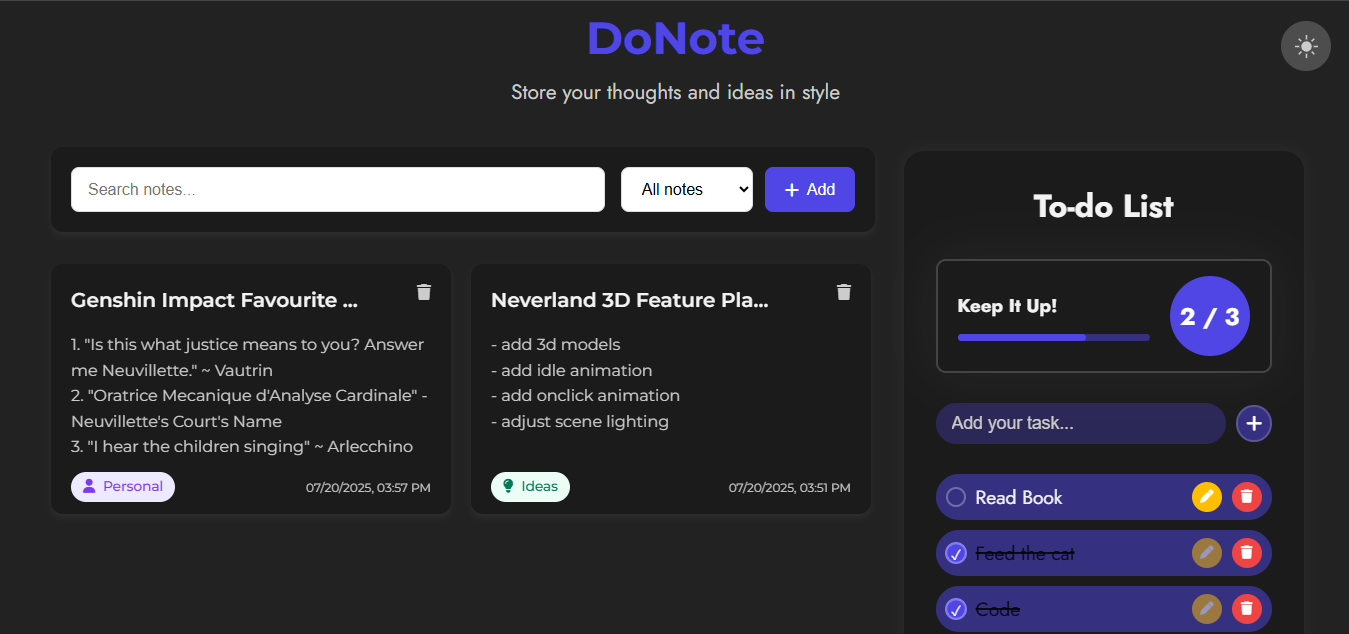 DoNote
Store your thoughts and ideas in style
Search notes...
All notes
+ Add
Genshin Impact Favourite ...
1. "Is this what justice means to you? Answer
me Neuvillette." ~ Vautrin
2. "Oratrice Mecanique d'Analyse Cardinale" -
Neuvillette's Court's Name
3. "I hear the children singing" ~ Arlecchino
Personal
07/20/2025, 03:57 PM
Neverland 3D Feature Pla...
- add 3d models
- add idle animation
- add onclick animation
- adjust scene lighting
Ideas
07/20/2025, 03:51 PM
To-do List
Keep It Up!
2 / 3
Add your task...
Read Book
Feed the cat
Code